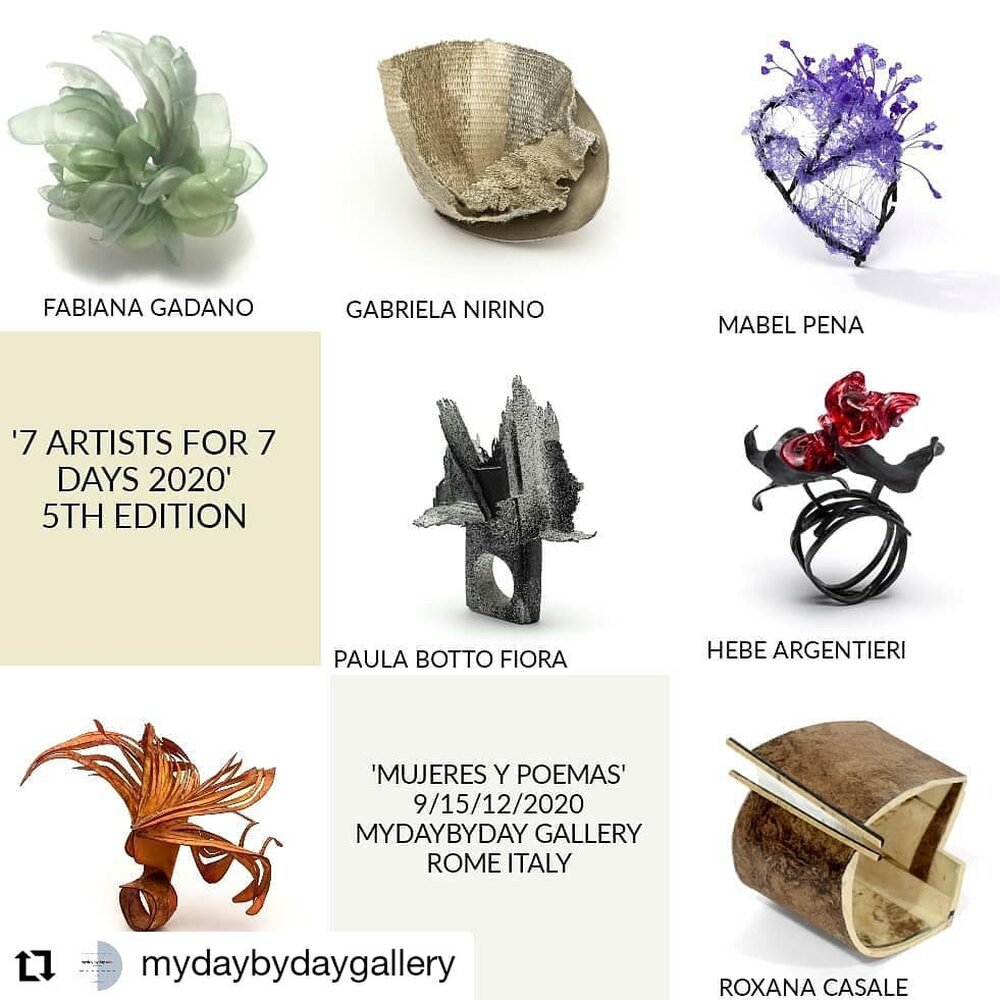 FABIANA GADANO
GABRIELA NIRINO
MABEL PENA
'7 ARTISTS FOR 7
DAYS 2020'
5TH EDITION
PAULA BOTTO FIORA
HEBE ARGENTIERI
'MUJERES Y POEMAS'
9/15/12/2020
MYDAYBYDAY GALLERY
ROME ITALY
mydaybydaygallery
ROXANA CASALE